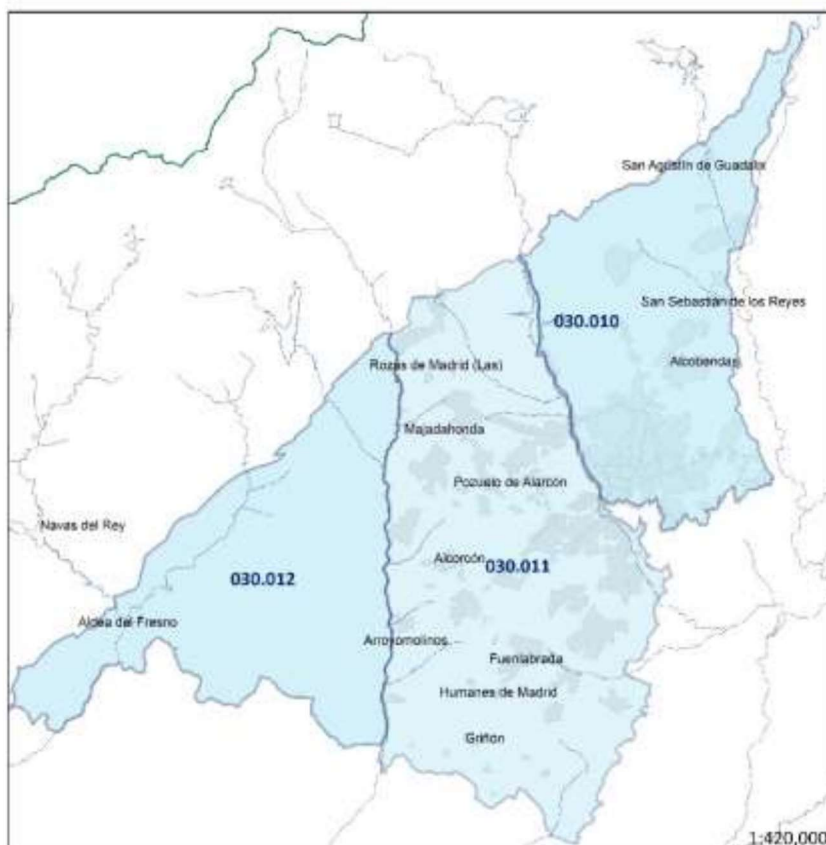 San Agustín de Guadalix
San Sebastián de los Reyes
030.010
Alcobendas
Rozas de Madrid (Las)
Majadahonda
Pozuelo de Alarcón
Navas del Rey
Alcorcón
030.011
030.012
Aldea del Fresno
Arroyomolinos
Fuenlabrada
Humanes de Madrid
Griñón
1:420,000